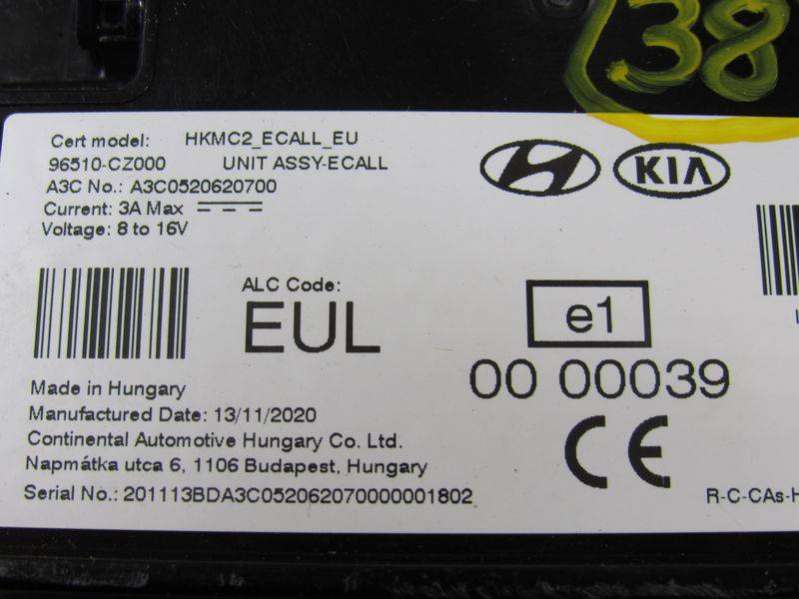 38
Cert model: HKMC2_ECALL_EU
96510-CZ000 UNIT ASSY-ECALL
A3C No.: A3C0520620700
Current: 3A Max
Voltage: 8 to 16V
KIA
ALC Code:
EUL
e1
00 00039
CE
Made in Hungary
Manufactured Date: 13/11/2020
Continental Automotive Hungary Co. Ltd.
Napmátka utca 6, 1106 Budapest, Hungary
Serial No.: 201113BDA3C0520620700000001802
R-C-CAs-H